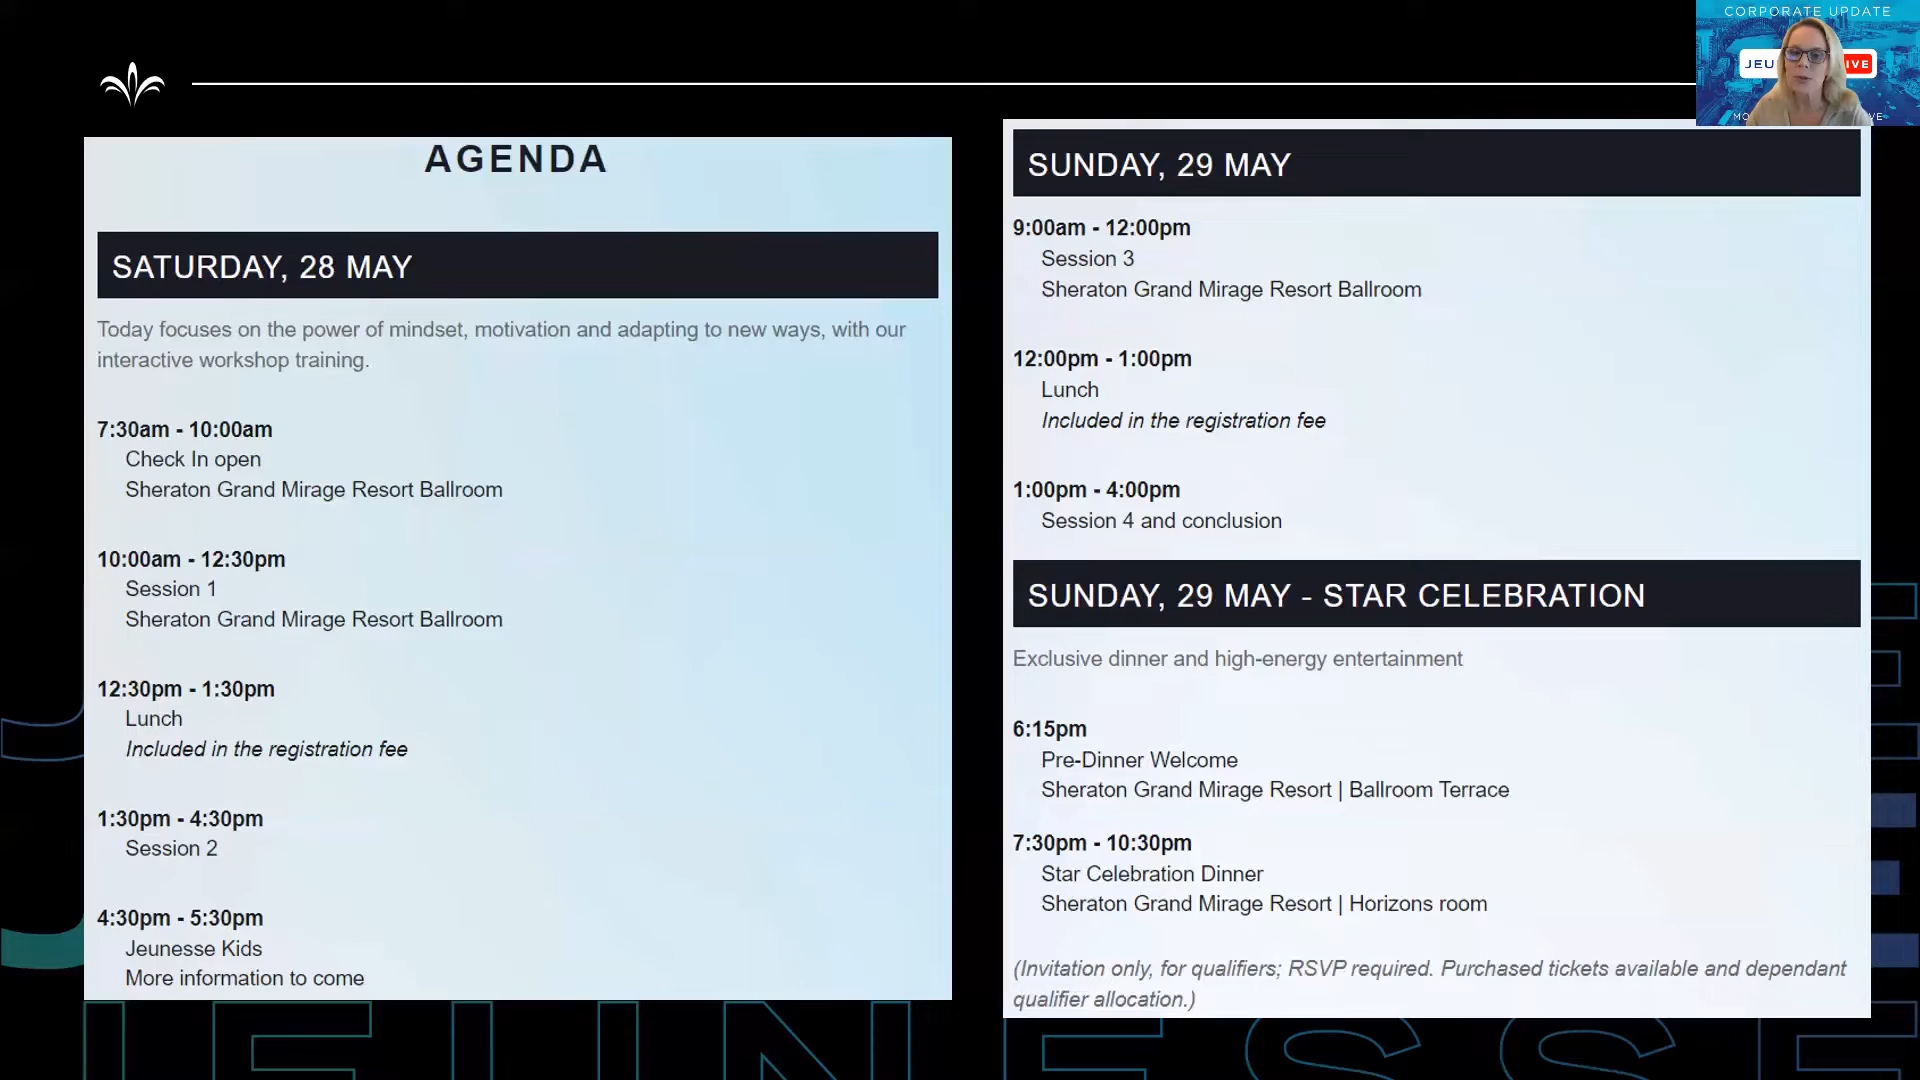 CORPORATE UPDATE
JEU
IVE
MO
VE
AGENDA
SATURDAY, 28 MAY
Today focuses on the power of mindset, motivation and adapting to new ways, with our
interactive workshop training.
7:30am - 10:00am
Check In open
Sheraton Grand Mirage Resort Ballroom
10:00am - 12:30pm
Session 1
Sheraton Grand Mirage Resort Ballroom
12:30pm - 1:30pm
Lunch
Included in the registration fee
1:30pm - 4:30pm
Session 2
4:30pm - 5:30pm
Jeunesse Kids
More information to come
SUNDAY, 29 MAY
9:00am - 12:00pm
Session 3
Sheraton Grand Mirage Resort Ballroom
12:00pm - 1:00pm
Lunch
Included in the registration fee
1:00pm - 4:00pm
Session 4 and conclusion
SUNDAY, 29 MAY - STAR CELEBRATION
Exclusive dinner and high-energy entertainment
6:15pm
Pre-Dinner Welcome
Sheraton Grand Mirage Resort | Ballroom Terrace
7:30pm - 10:30pm
Star Celebration Dinner
Sheraton Grand Mirage Resort | Horizons room
(Invitation only, for qualifiers; RSVP required. Purchased tickets available and dependant
qualifier allocation.)
JEUNESSE